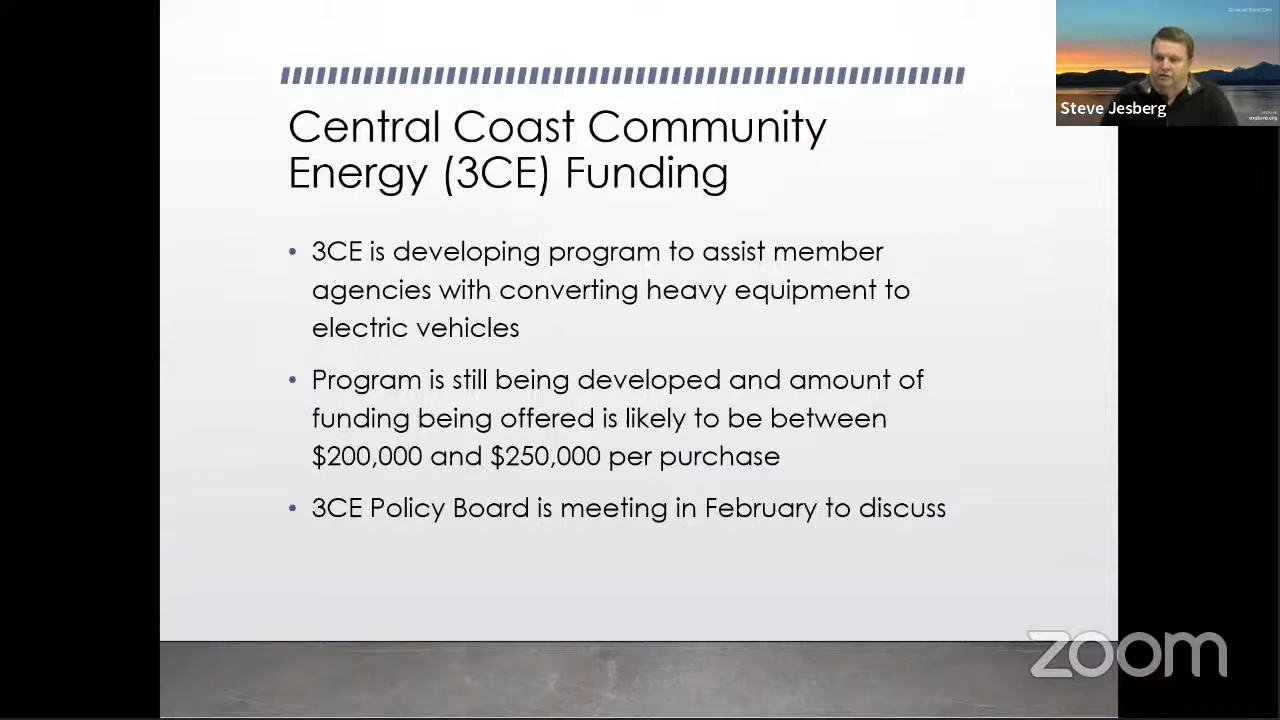 Central Coast Community
Energy (3CE) Funding
• 3CE is developing program to assist member
agencies with converting heavy equipment to
electric vehicles
• Program is still being developed and amount of
funding being offered is likely to be between
$200,000 and $250,000 per purchase
• 3CE Policy Board is meeting in February to discuss
Steve Jesberg
explore.org
zoom